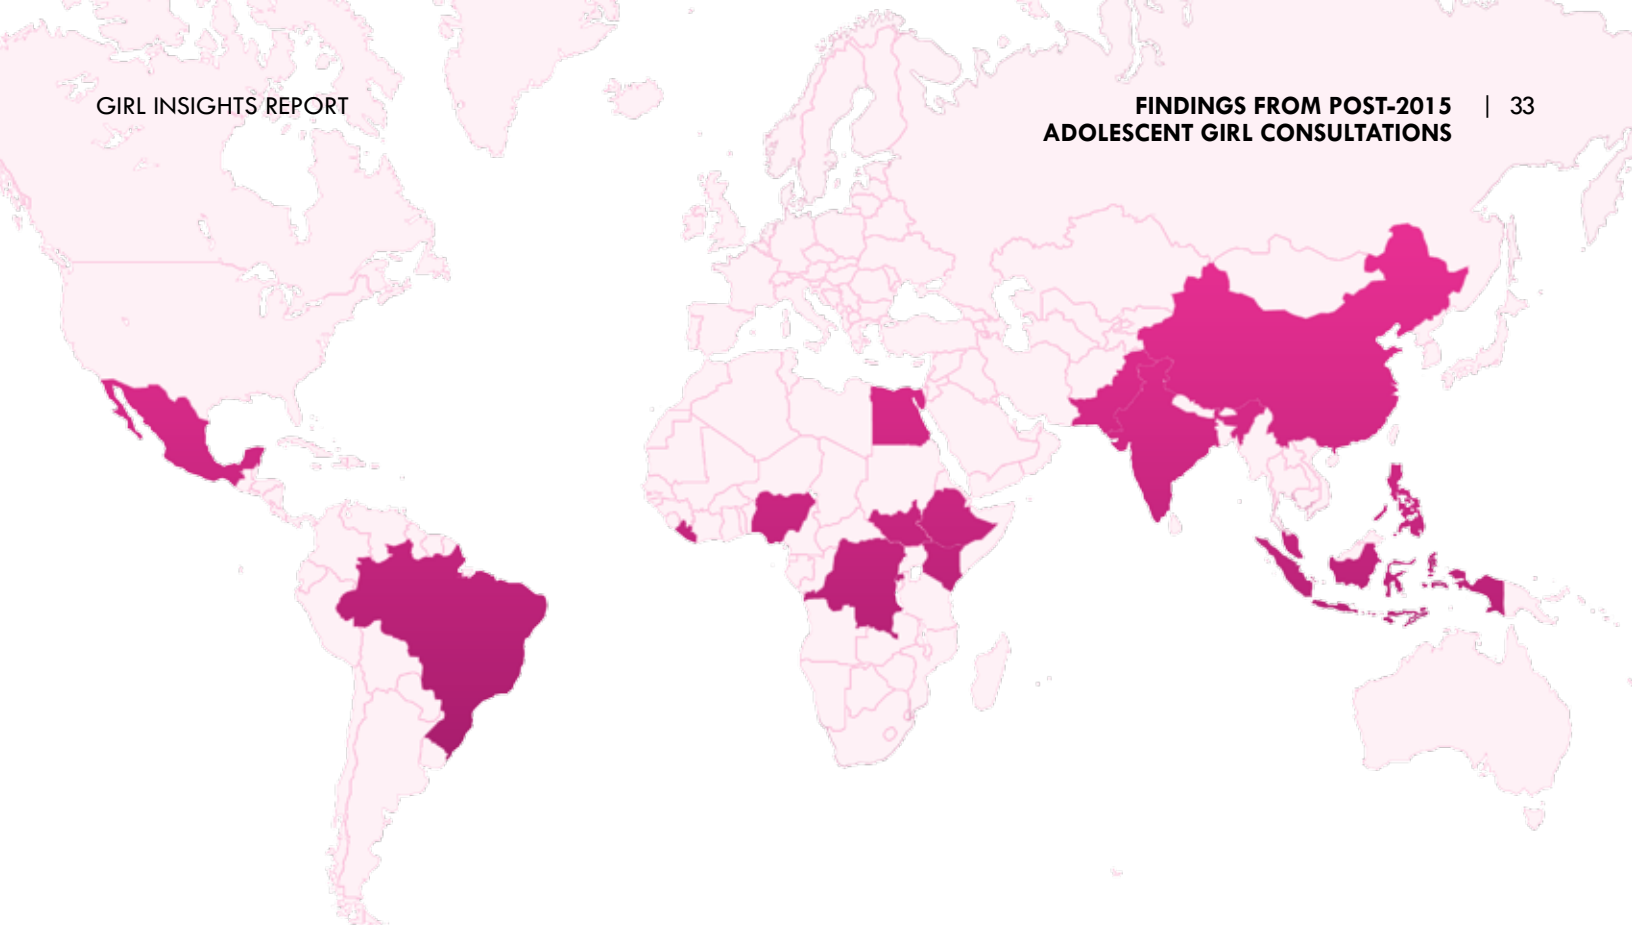 GIRL INSIGHTS REPORT
FINDINGS FROM POST-2015 | 33
ADOLESCENT GIRL CONSULTATIONS